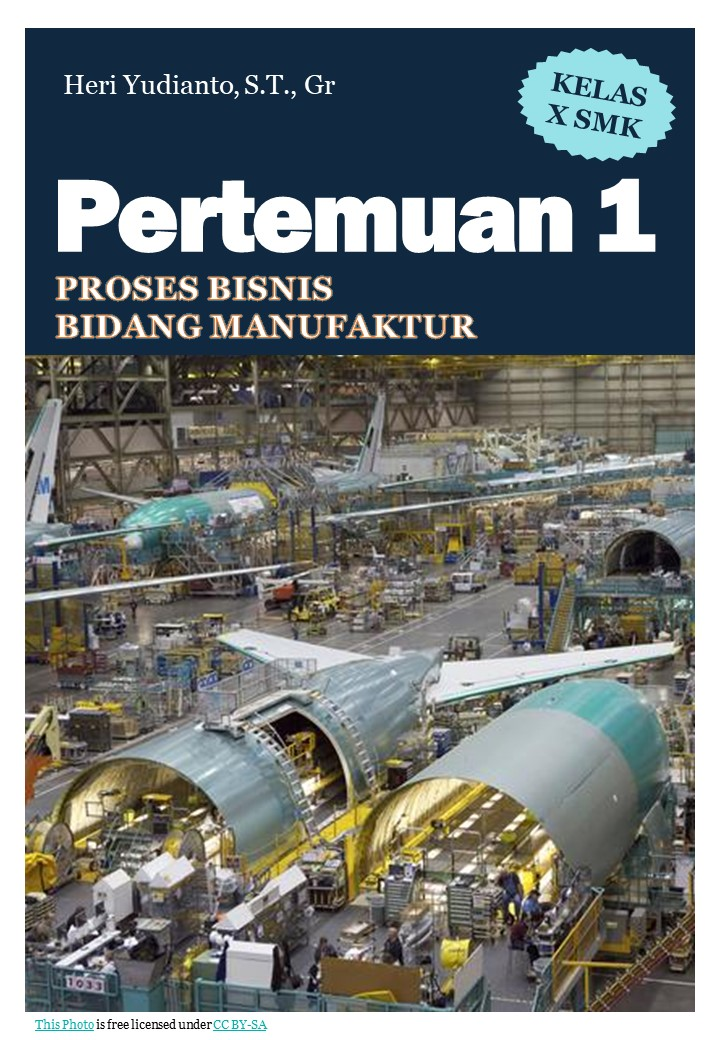 Heri Yudianto, S.T., Gr
KELAS
X SMK
Pertemuan 1
PROSES BISNIS
BIDANG MANUFAKTUR
M
1033
This Photo is free licensed under CC BY-SA